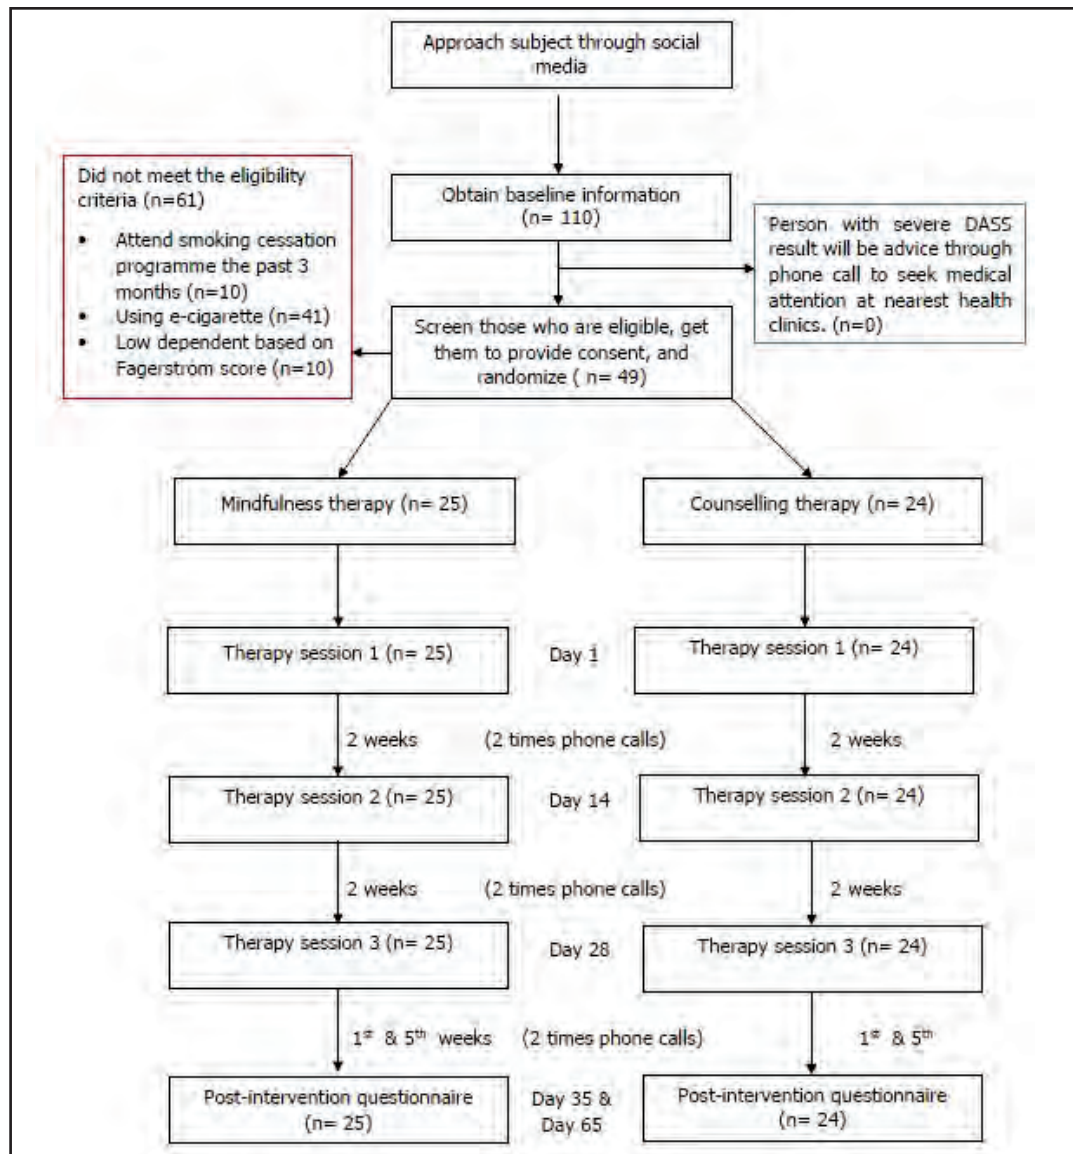 Approach subject through social
media
Did not meet the eligibility
criteria (n=61)
• Attend smoking cessation
programme the past 3
months (n=10)
• Using e-cigarette (n=41)
• Low dependent based on
Fagerstrom score (n=10)
Obtain baseline information
(n= 110)
Person with severe DASS
result will be advice through
phone call to seek medical
attention at nearest health
clinics. (n=0)
Screen those who are eligible, get
them to provide consent, and
randomize ( n= 49)
Mindfulness therapy (n= 25)
Counselling therapy (n= 24)
Therapy session 1 (n= 25)
Day 1
Therapy session 1 (n= 24)
2 weeks
(2 times phone calls)
2 weeks
Therapy session 2 (n= 25)
Day 14
Therapy session 2 (n= 24)
2 weeks
(2 times phone calls)
2 weeks
Therapy session 3 (n= 25)
Day 28
Therapy session 3 (n= 24)
1st & 5th weeks
(2 times phone calls)
1st & 5th
Post-intervention questionnaire
(n= 25)
Day 35 &
Day 65
Post-intervention questionnaire
(n= 24)